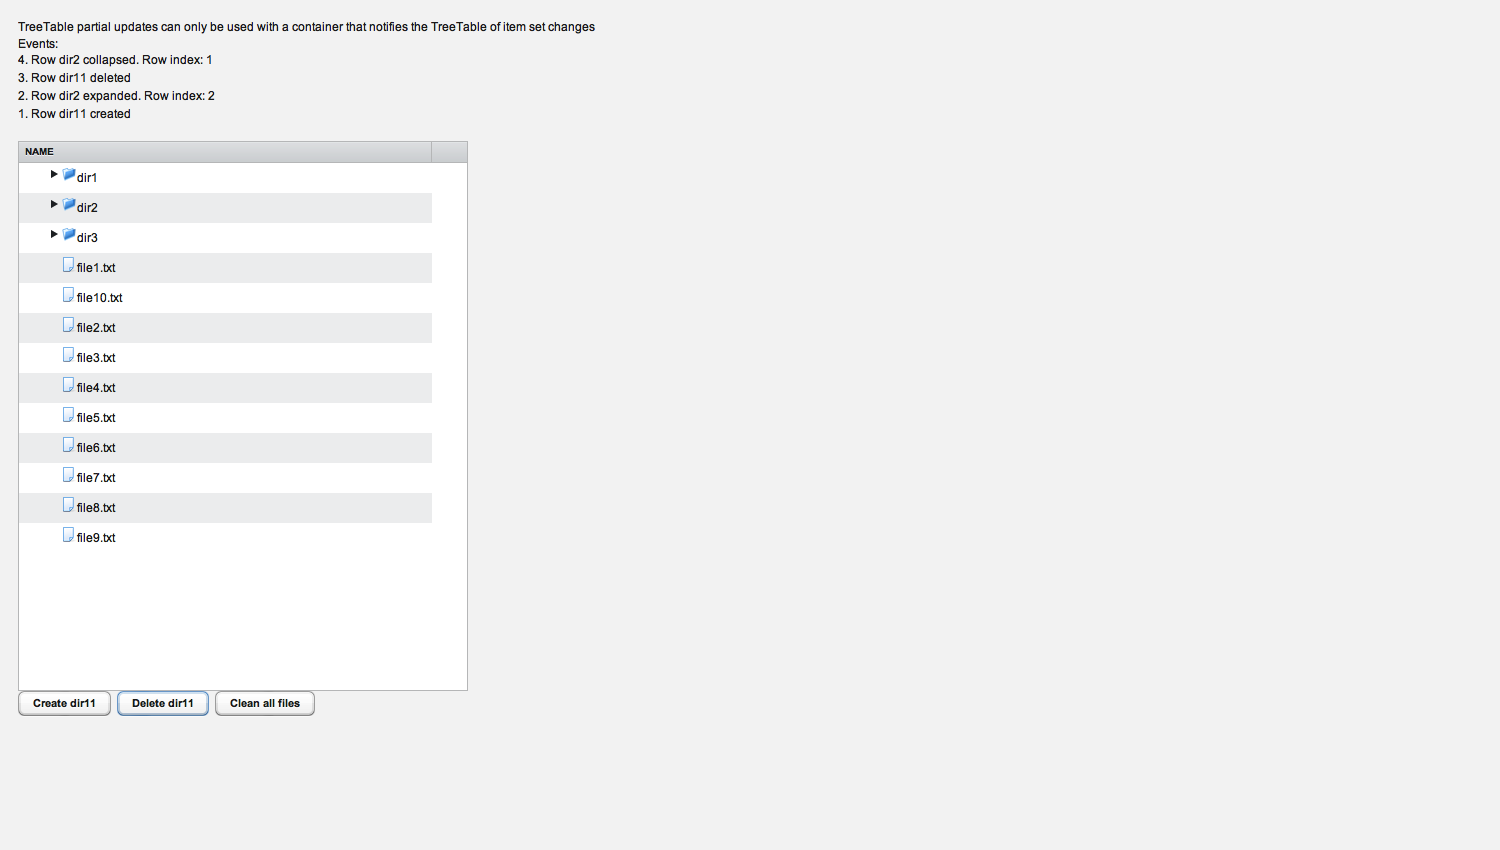 TreeTable partial updates can only be used with a container that notifies the TreeTable of item set changes
Events:
4. Row dir2 collapsed. Row index: 1
3. Row dir11 deleted
2. Row dir2 expanded. Row index: 2
1. Row dir11 created
NAME
dir1
dir2
dir3
file1.txt
file10.txt
file2.txt
file3.txt
file4.txt
file5.txt
file6.txt
file7.txt
file8.txt
file9.txt
Create dir11 Delete dir11 Clean all files